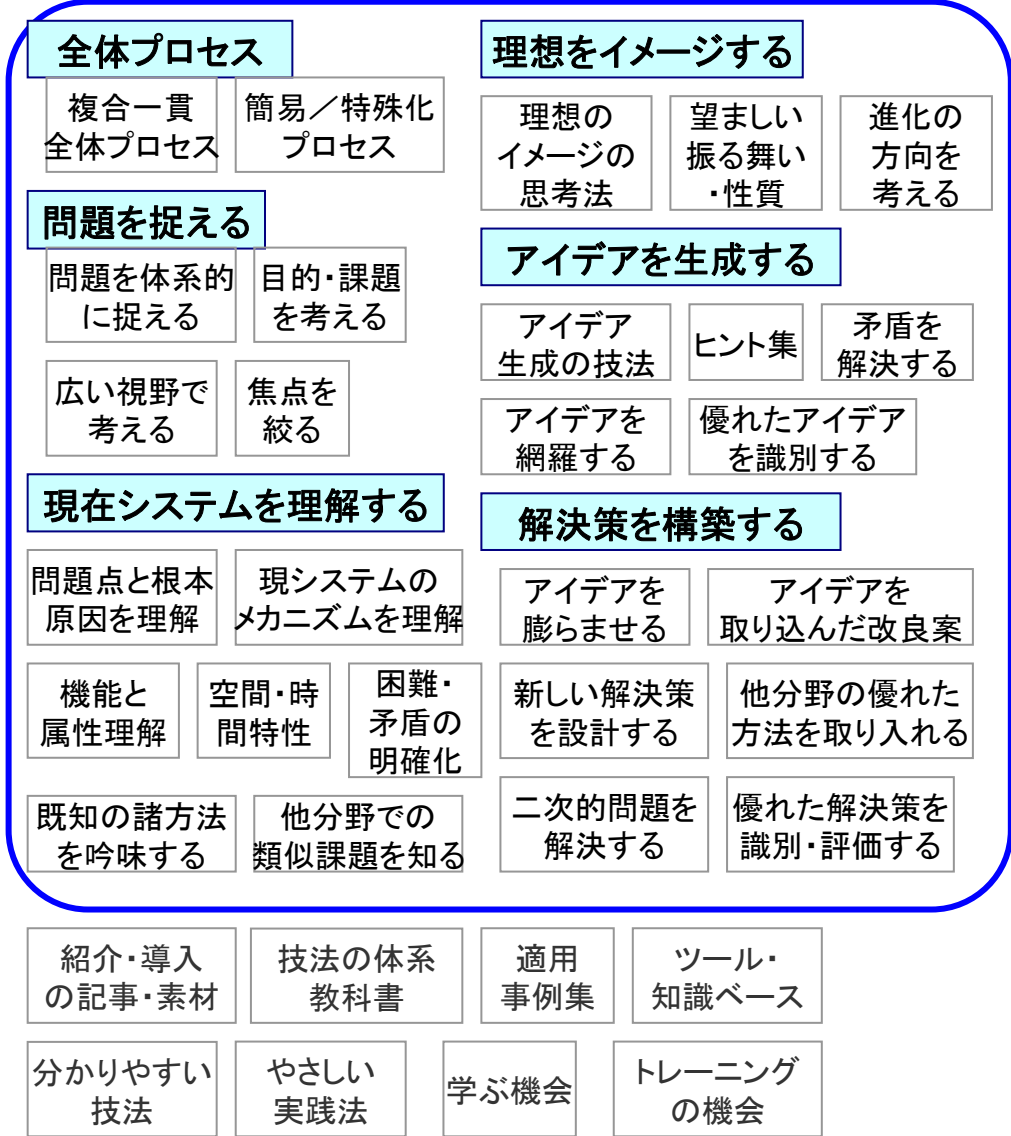 全体プロセス
複合一貫
全体プロセス
簡易／特殊化
プロセス
問題を捉える
問題を体系的
に捉える
目的・課題
を考える
広い視野で
考える
焦点を
絞る
現在システムを理解する
問題点と根本
原因を理解
現システムの
メカニズムを理解
機能と
属性理解
空間・時
間特性
困難・
矛盾の
明確化
既知の諸方法
を吟味する
他分野での
類似課題を知る
理想をイメージする
理想の
イメージの
思考法
望ましい
振る舞い
・性質
進化の
方向を
考える
アイデアを生成する
アイデア
生成の技法
ヒント集
矛盾を
解決する
アイデアを
網羅する
優れたアイデア
を識別する
解決策を構築する
アイデアを
膨らませる
アイデアを
取り込んだ改良案
新しい解決策
を設計する
他分野の優れた
方法を取り入れる
二次的問題を
解決する
優れた解決策を
識別・評価する
紹介・導入
の記事・素材
技法の体系
教科書
適用
事例集
ツール・
知識ベース
分かりやすい
技法
やさしい
実践法
学ぶ機会
トレーニング
の機会